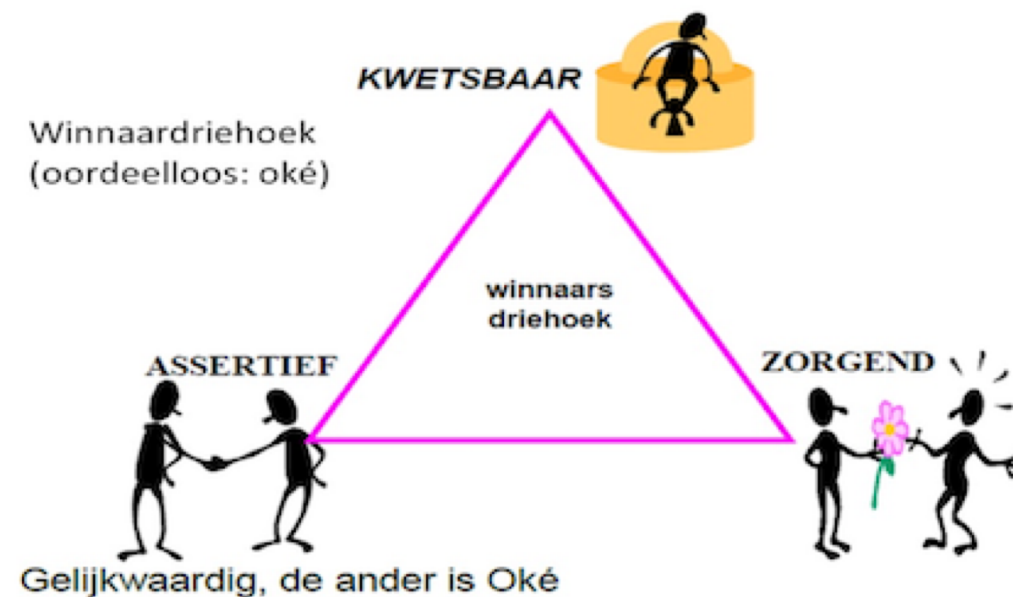 KWETSBAAR
Winnaardriehoek
(oordeelloos: oké)
winnaars
driehoek
ASSERTIEF
ZORGEND
Gelijkwaardig, de ander is Oké